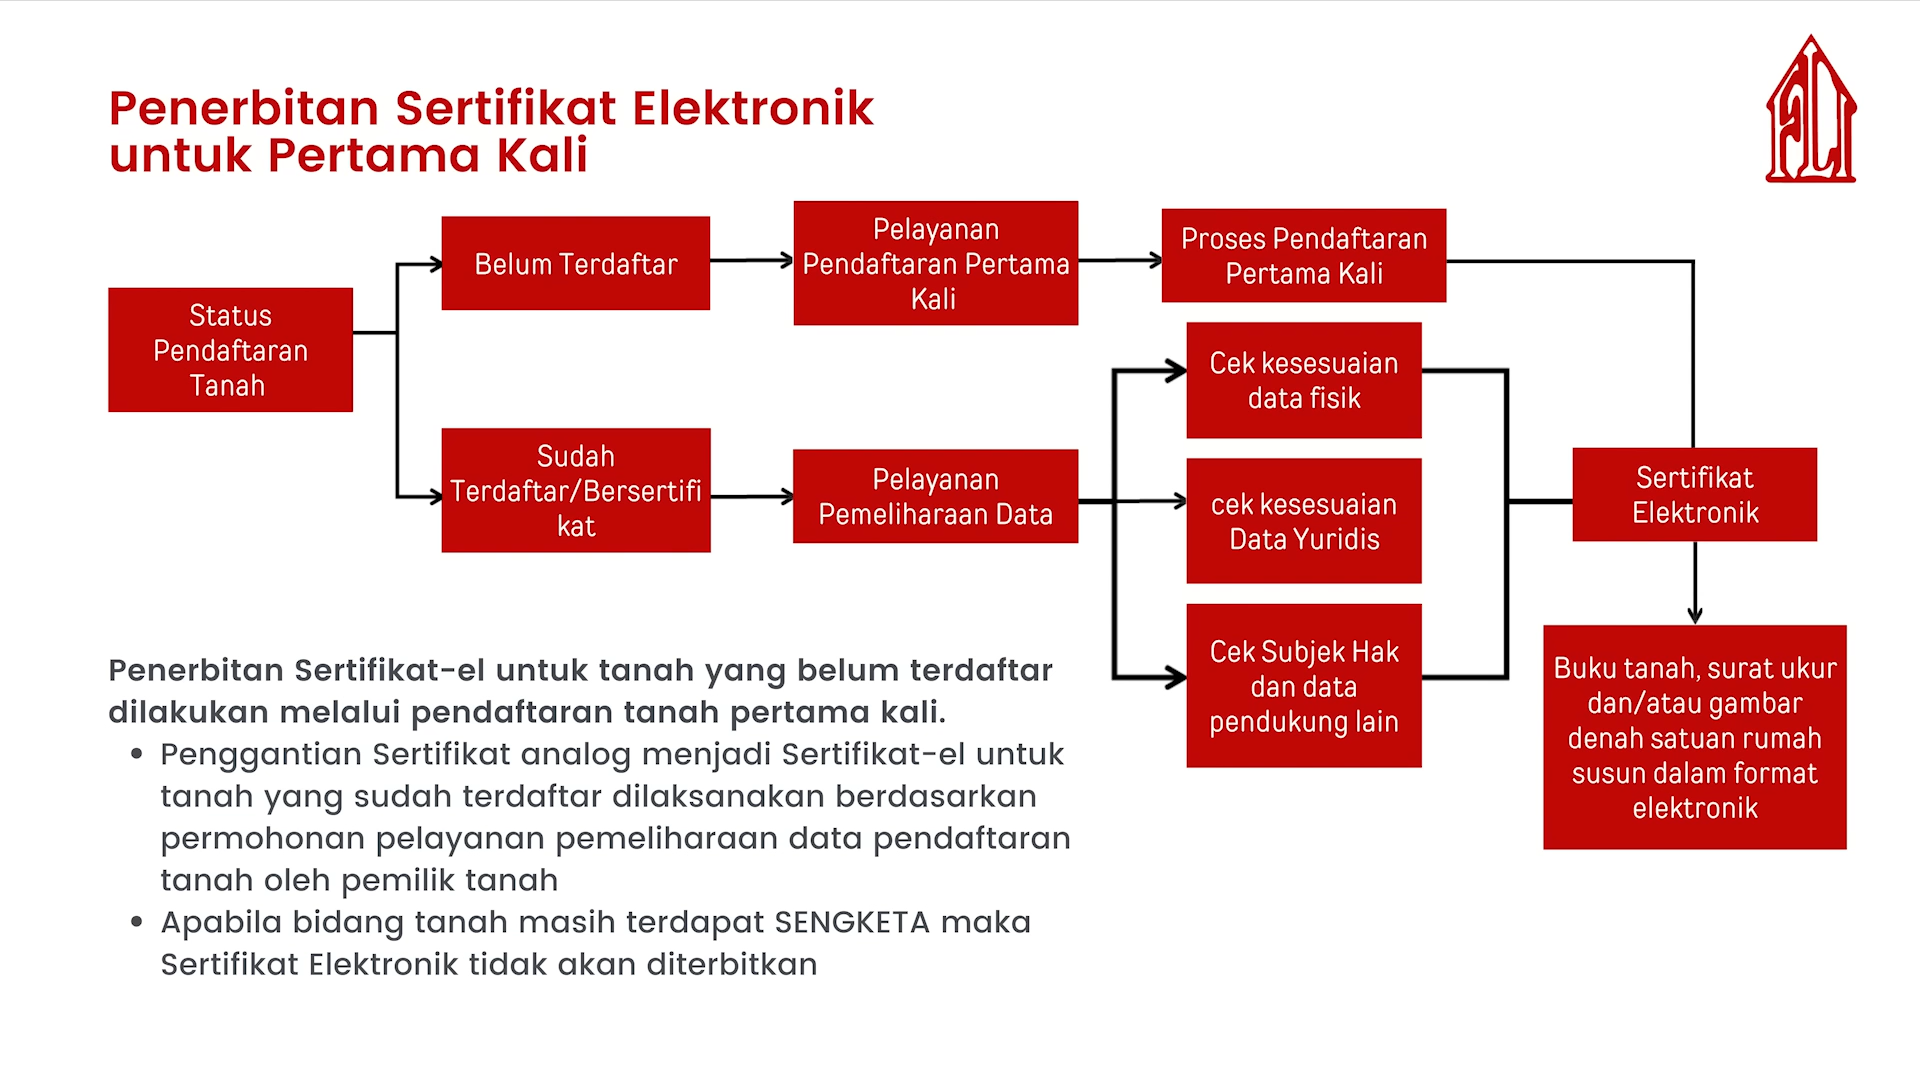 Penerbitan Sertifikat Elektronik
untuk Pertama Kali
Status
Pendaftaran
Tanah
Belum Terdaftar
Pelayanan
Pendaftaran Pertama
Kali
Proses Pendaftaran
Pertama Kali
Sudah
Terdaftar/Bersertifi
kat
Pelayanan
Pemeliharaan Data
Cek kesesuaian
data fisik
cek kesesuaian
Data Yuridis
Cek Subjek Hak
dan data
pendukung lain
Sertifikat
Elektronik
Buku tanah, surat ukur
dan/atau gambar
denah satuan rumah
susun dalam format
elektronik
Penerbitan Sertifikat-el untuk tanah yang belum terdaftar
dilakukan melalui pendaftaran tanah pertama kali.
• Penggantian Sertifikat analog menjadi Sertifikat-el untuk
tanah yang sudah terdaftar dilaksanakan berdasarkan
permohonan pelayanan pemeliharaan data pendaftaran
tanah oleh pemilik tanah
• Apabila bidang tanah masih terdapat SENGKETA maka
Sertifikat Elektronik tidak akan diterbitkan